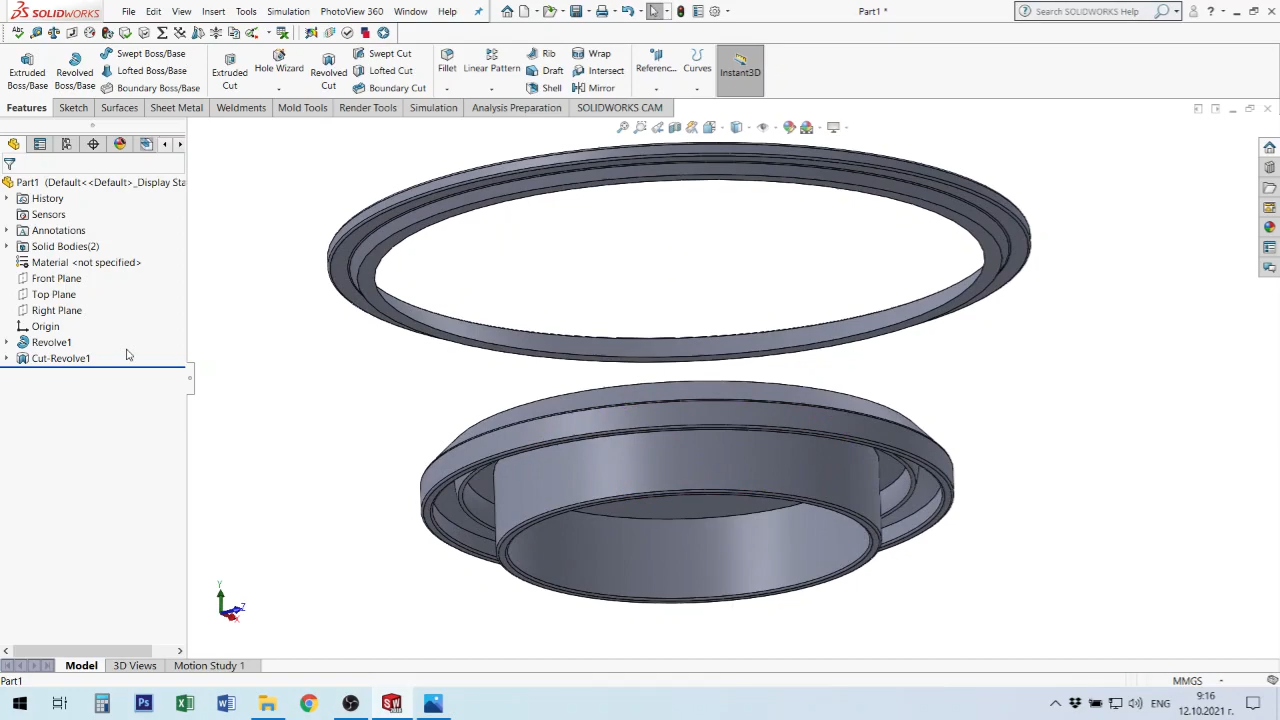 SOLIDWORKS
File Edit View Insert Tools Simulation PhotoView 360 Window Help
Part1 *
Search SOLIDWORKS Help
Extruded Boss/Base
Revolved Boss/Base
Swept Boss/Base
Lofted Boss/Base
Boundary Boss/Base
Extruded Cut
Hole Wizard
Revolved Cut
Swept Cut
Lofted Cut
Boundary Cut
Fillet
Linear Pattern
Rib
Draft
Shell
Wrap
Intersect
Mirror
Referenc...
Curves
Instant3D
Features Sketch Surfaces Sheet Metal Weldments Mold Tools Render Tools Simulation Analysis Preparation SOLIDWORKS CAM
Part1 (Default<<Default>_Display Sta
History
Sensors
Annotations
Solid Bodies(2)
Material <not specified>
Front Plane
Top Plane
Right Plane
Origin
Revolve1
Cut-Revolve1
Y
Z
X
Model 3D Views Motion Study 1
Part1
MMGS
ЕНГ
9:16
12.10.2021 г.